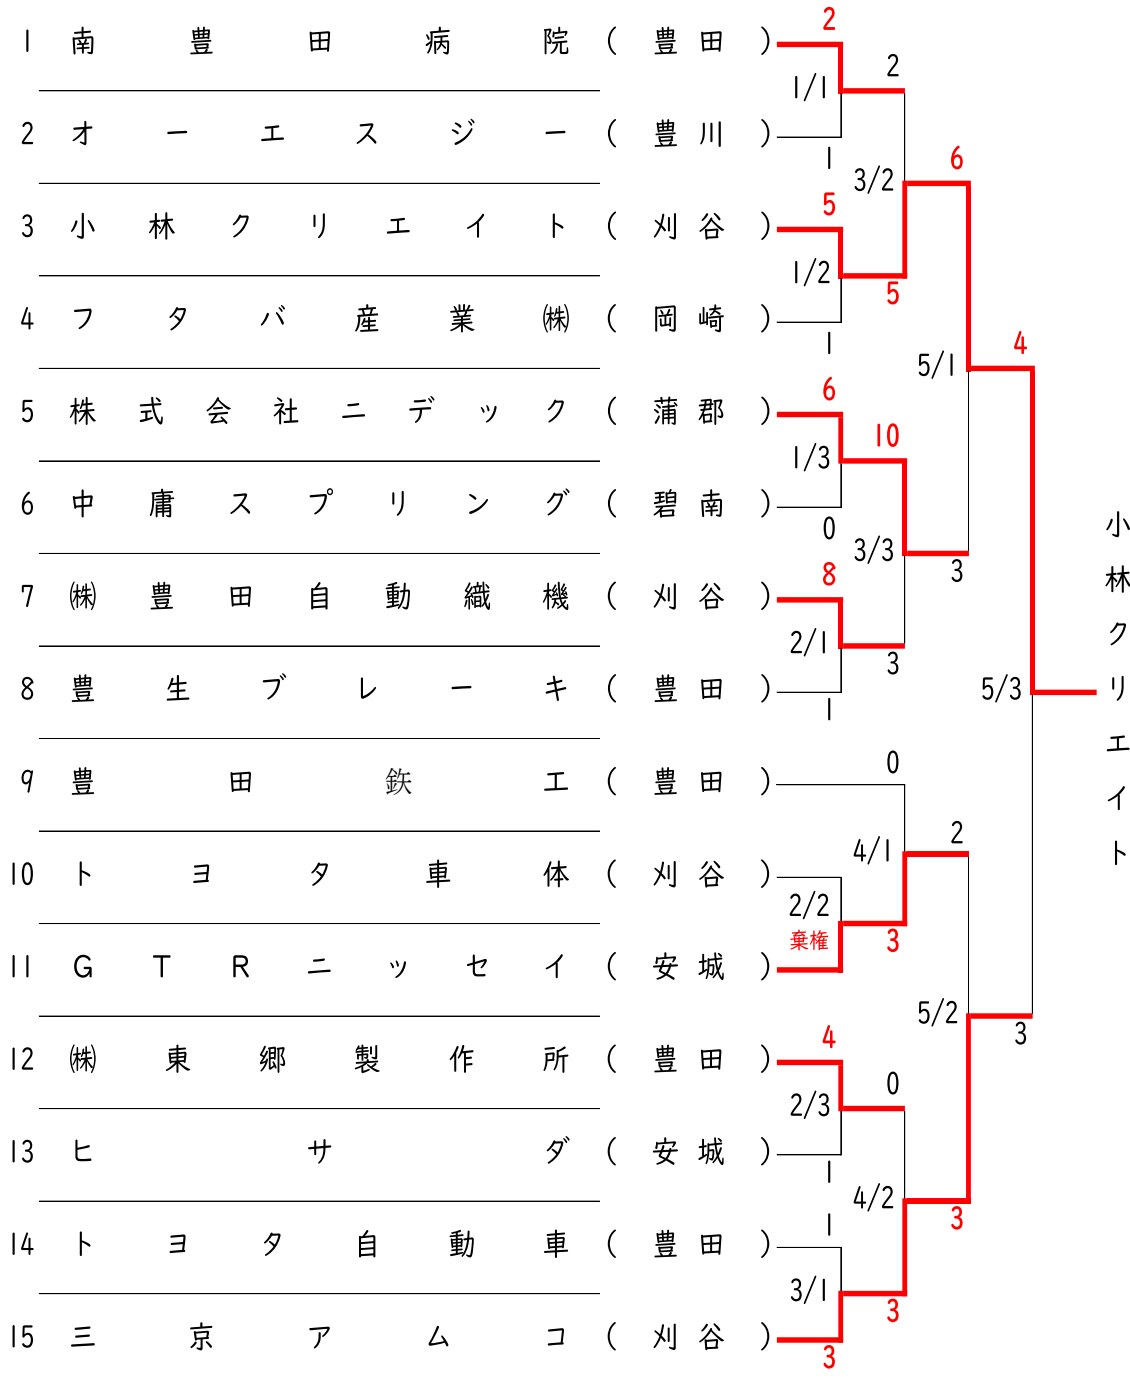 1 南豊田病院 (豊田)
2 オーエスジー (豊川)
3 小林クリエイト (刈谷)
4 フタバ産業㈱ (岡崎)
5 株式会社ニデック (蒲郡)
6 中庸スプリング (碧南)
7 ㈱豊田自動織機 (刈谷)
8 豊生ブレーキ (豊田)
9 豊田鉃工 (豊田)
10 トヨタ車体 (刈谷)
11 GTRニッセイ (安城)
12 ㈱東郷製作所 (豊田)
13 ヒサダ (安城)
14 トヨタ自動車 (豊田)
15 三京アムコ (刈谷)
2
1/1
1
5
1/2
1
6
1/3
0
8
2/1
1
2/2
棄権
4
2/3
1
1
3/1
3
2
3/2
5
10
3/3
3
0
4/1
3
0
4/2
3
6
5/1
3
2
5/2
3
4
5/3
3
小林クリエイト